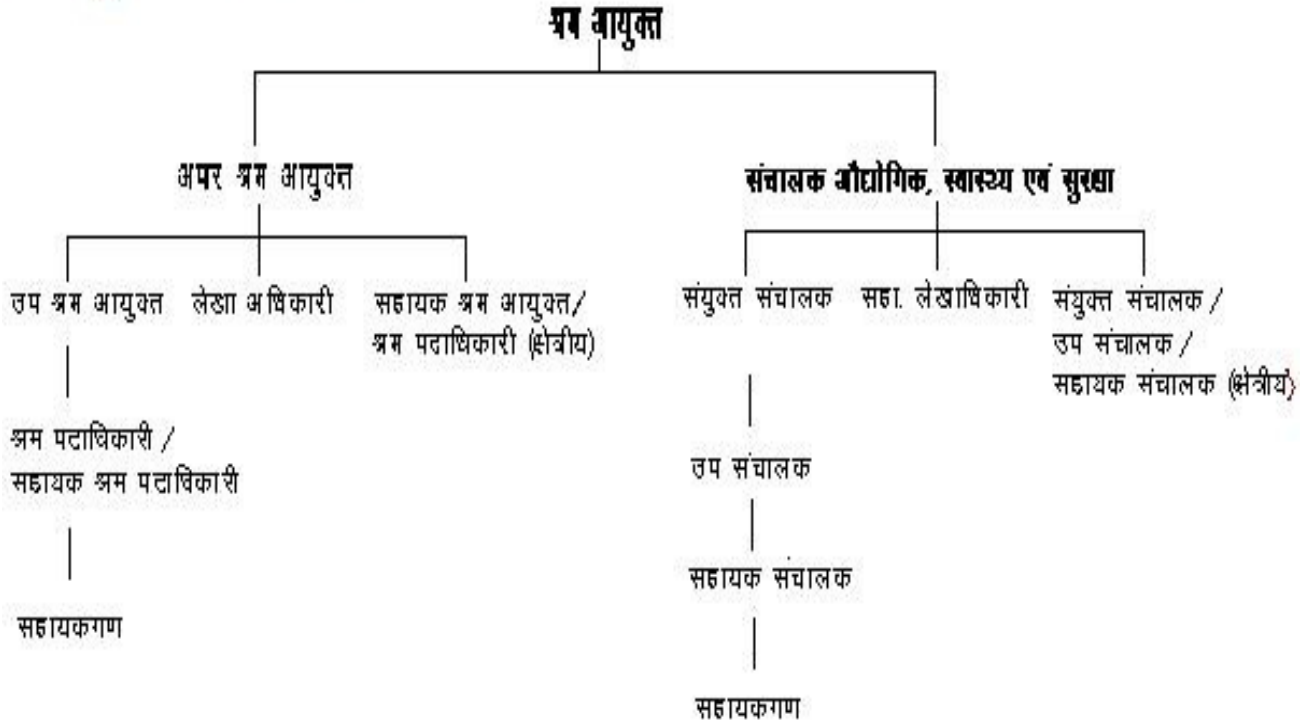 श्रम आयुक्त
अपर श्रम आयुक्त
संचालक औद्योगिक, स्वास्थ्य एवं सुरक्षा
उप श्रम आयुक्त
लेखा अधिकारी
सहायक श्रम आयुक्त/
श्रम पदाधिकारी (क्षेत्रीय)
संयुक्त संचालक
सहा. लेखाधिकारी
संयुक्त संचालक /
उप संचालक /
सहायक संचालक (क्षेत्रीय)
श्रम पदाधिकारी /
सहायक श्रम पदाधिकारी
उप संचालक
सहायक संचालक
सहायकगण
सहायकगण